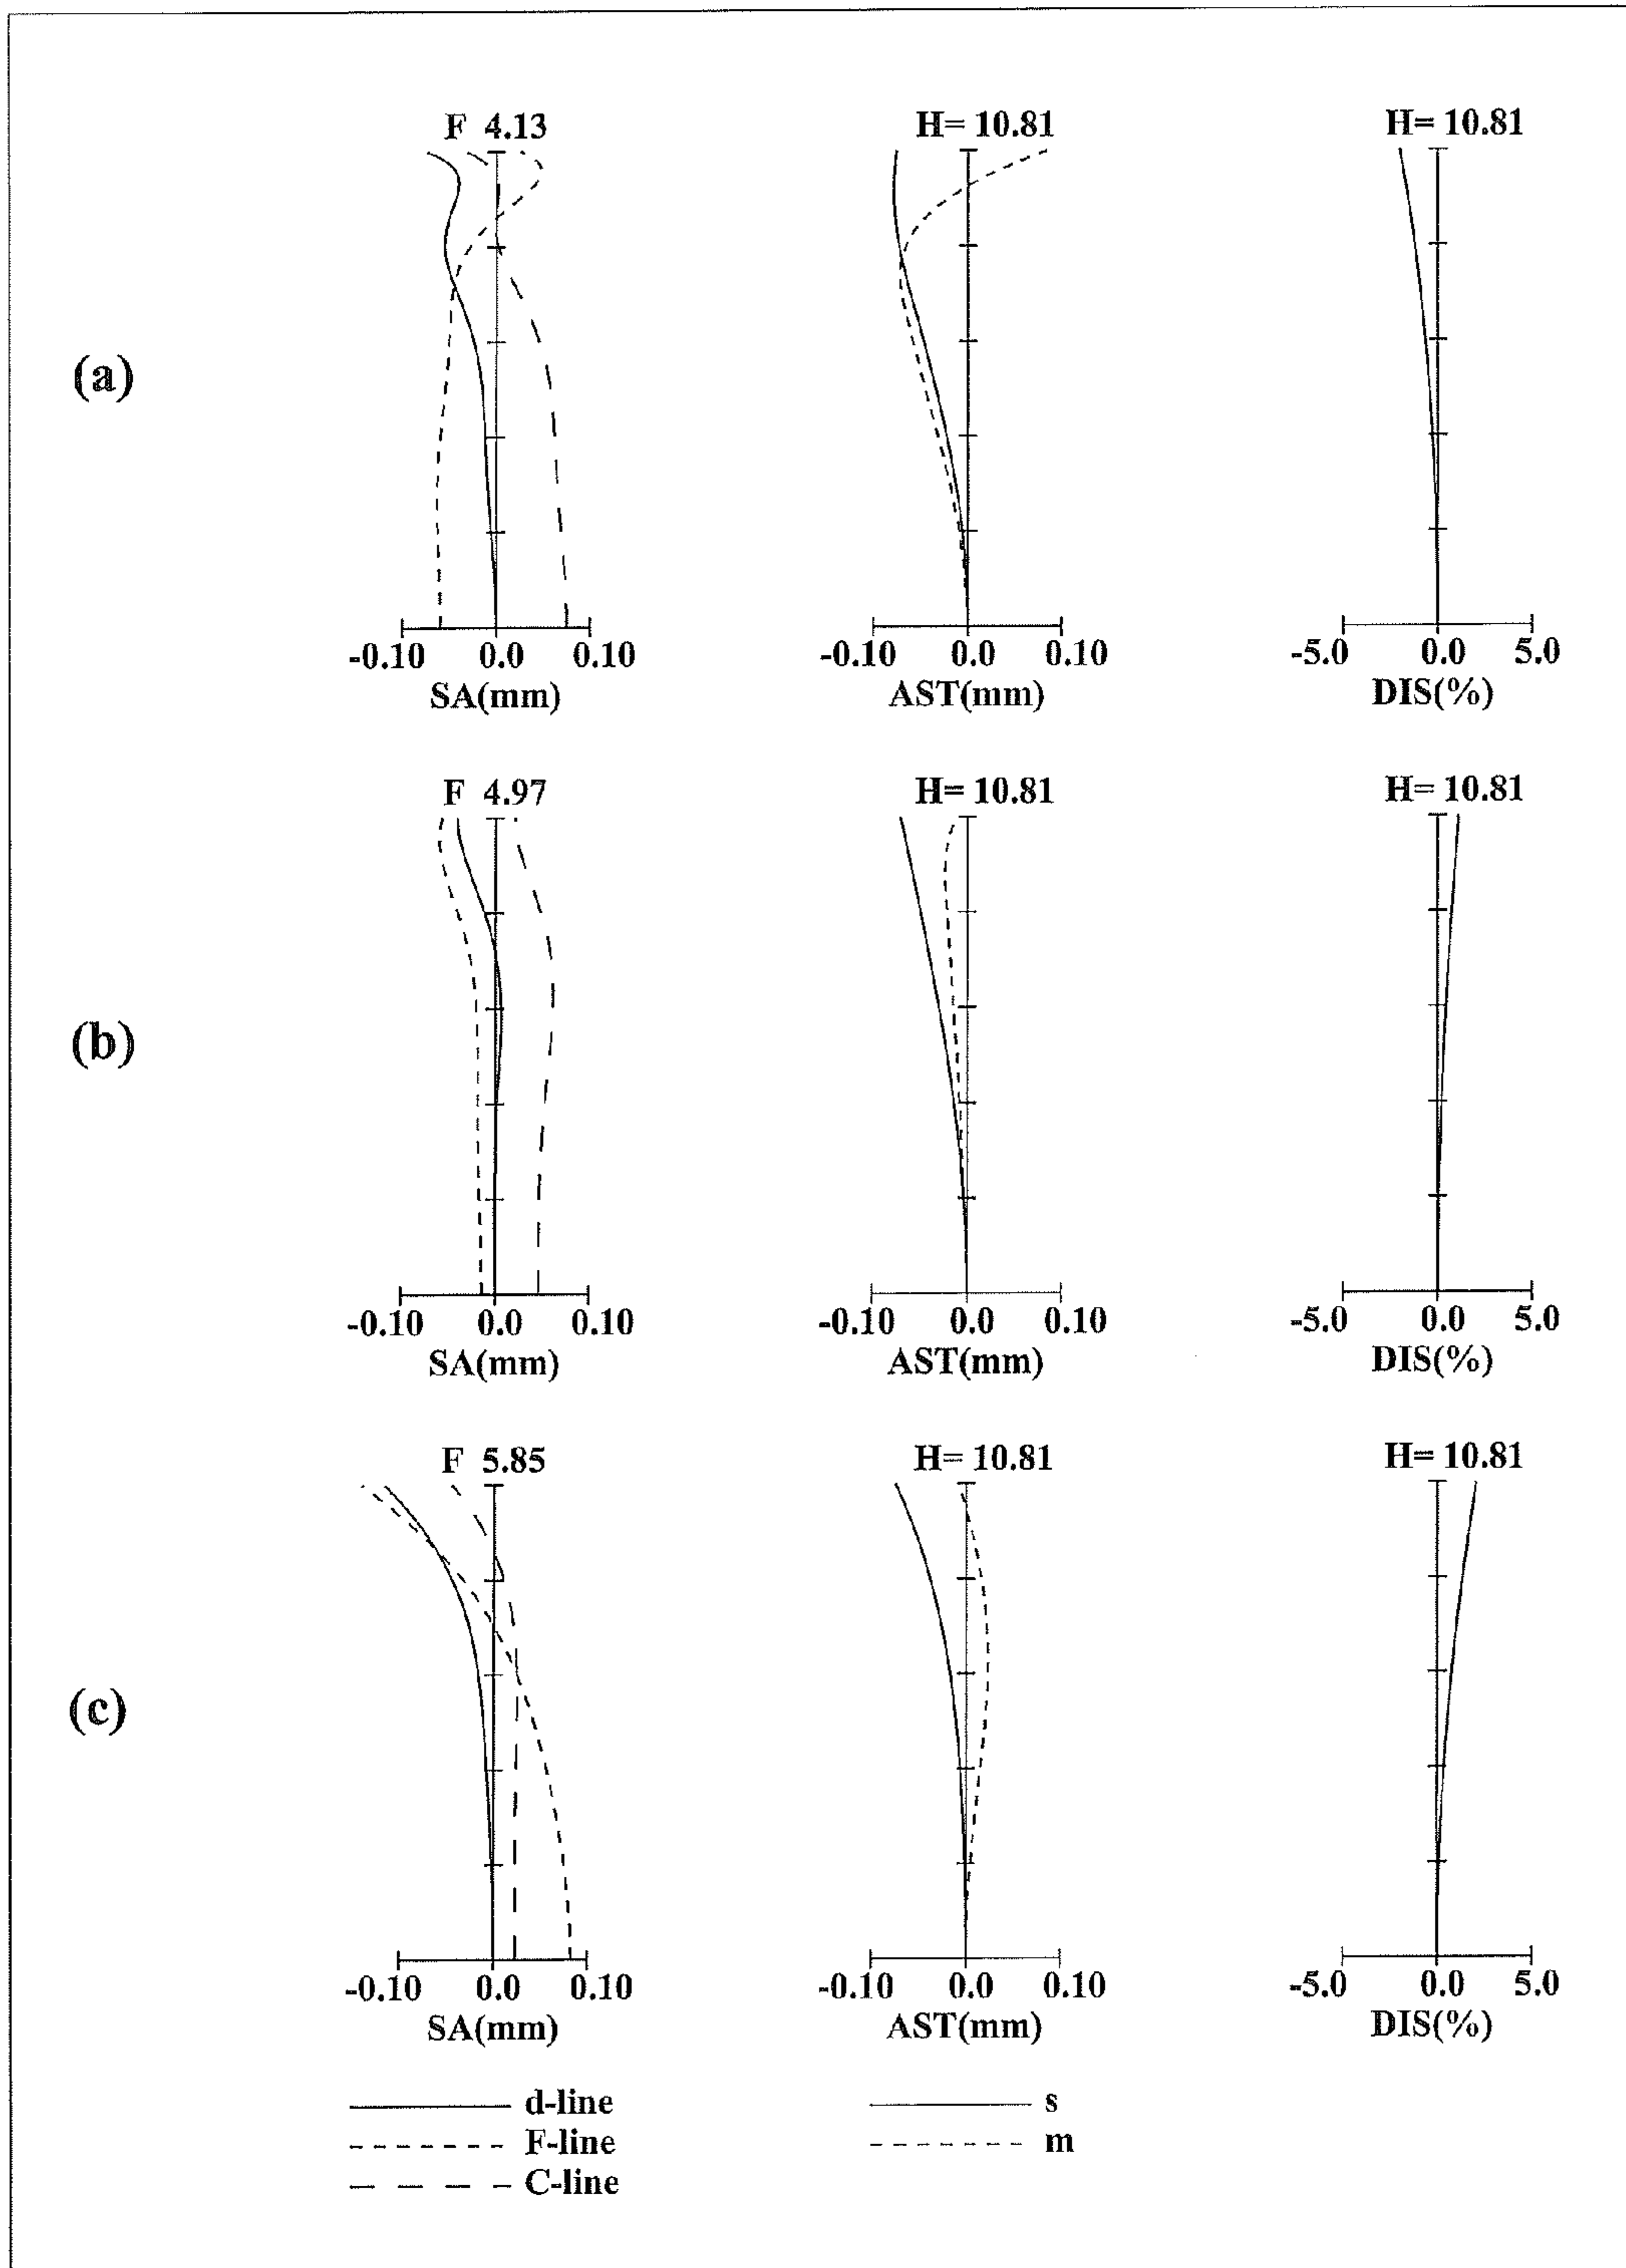 F 4.13 H= 10.81 H= 10.81
(a)
-0.10 0.0 0.10 -0.10 0.0 0.10 -5.0 0.0 5.0
SA(mm) AST(mm) DIS(%)
F 4.97 H= 10.81 H= 10.81
(b)
-0.10 0.0 0.10 -0.10 0.0 0.10 -5.0 0.0 5.0
SA(mm) AST(mm) DIS(%)
F 5.85 H= 10.81 H= 10.81
(c)
-0.10 0.0 0.10 -0.10 0.0 0.10 -5.0 0.0 5.0
SA(mm) AST(mm) DIS(%)
d-line s
F-line m
C-line